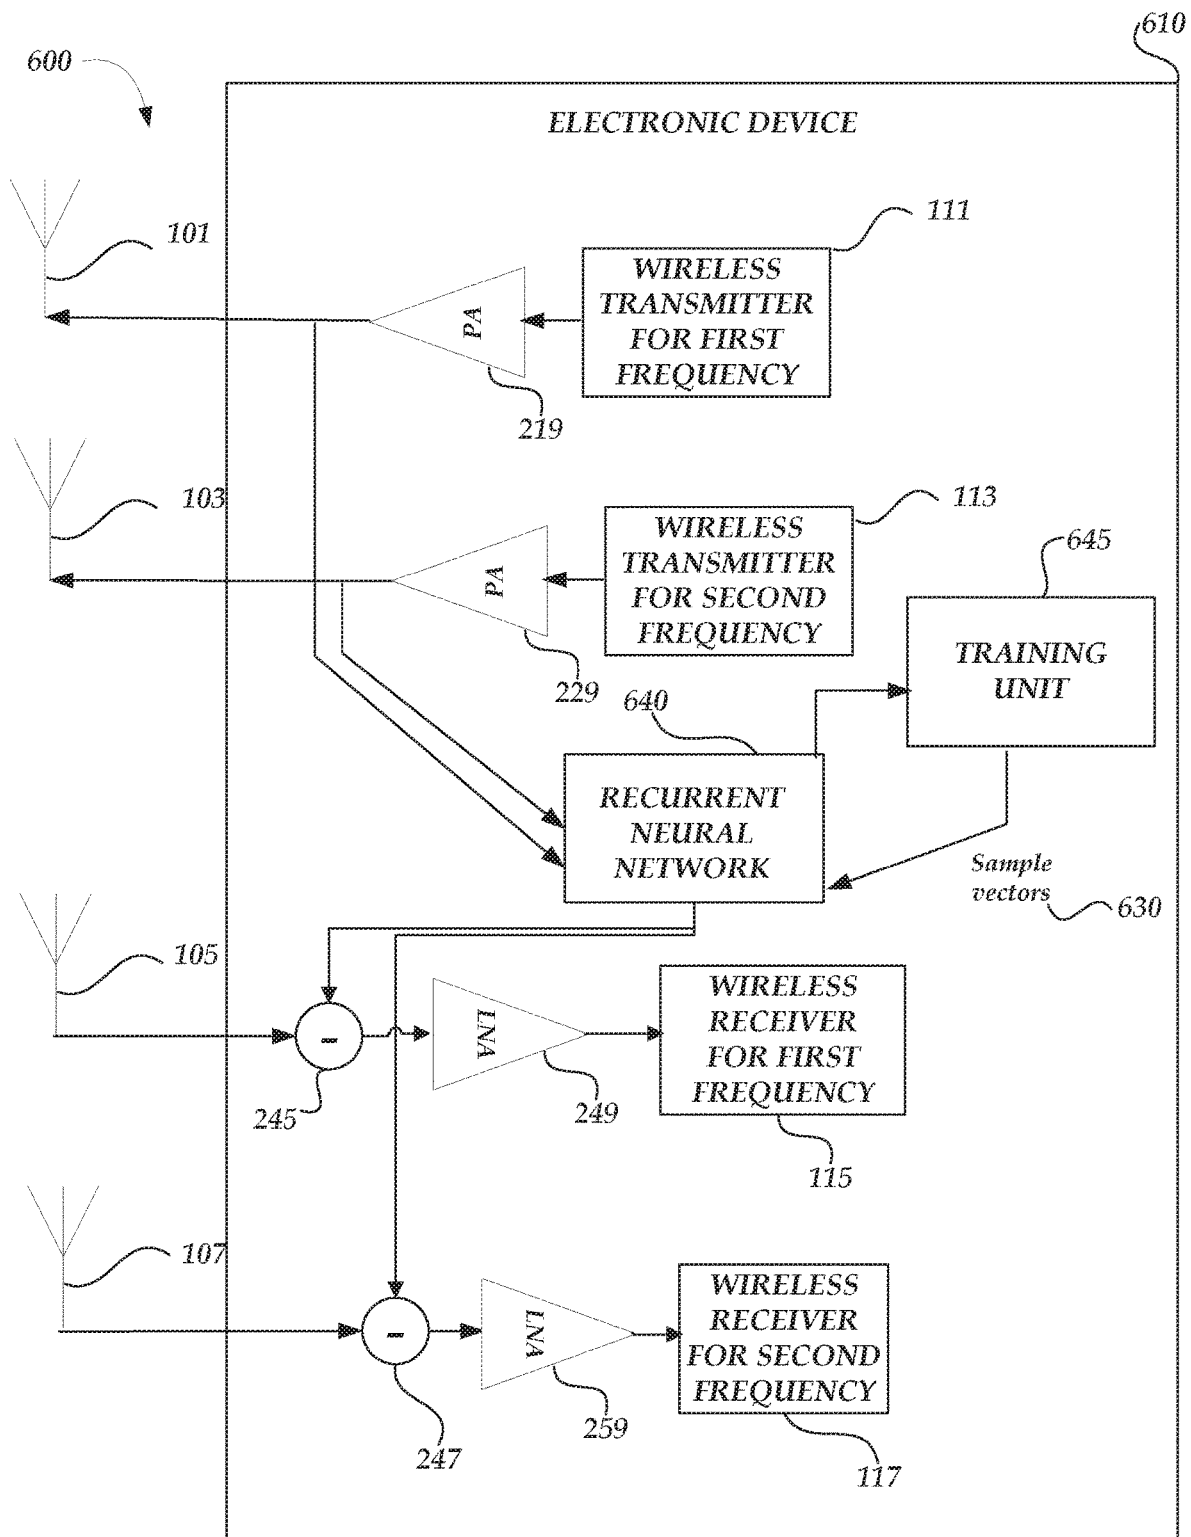 610
600
ELECTRONIC DEVICE
101
111
WIRELESS
TRANSMITTER
FOR FIRST
FREQUENCY
PA
219
103
113
WIRELESS
TRANSMITTER
FOR SECOND
FREQUENCY
PA
229
645
TRAINING
UNIT
640
RECURRENT
NEURAL
NETWORK
Sample
vectors
630
105
WIRELESS
RECEIVER
FOR FIRST
FREQUENCY
LNA
-
245
249
115
107
WIRELESS
RECEIVER
FOR SECOND
FREQUENCY
LNA
-
247
259
117